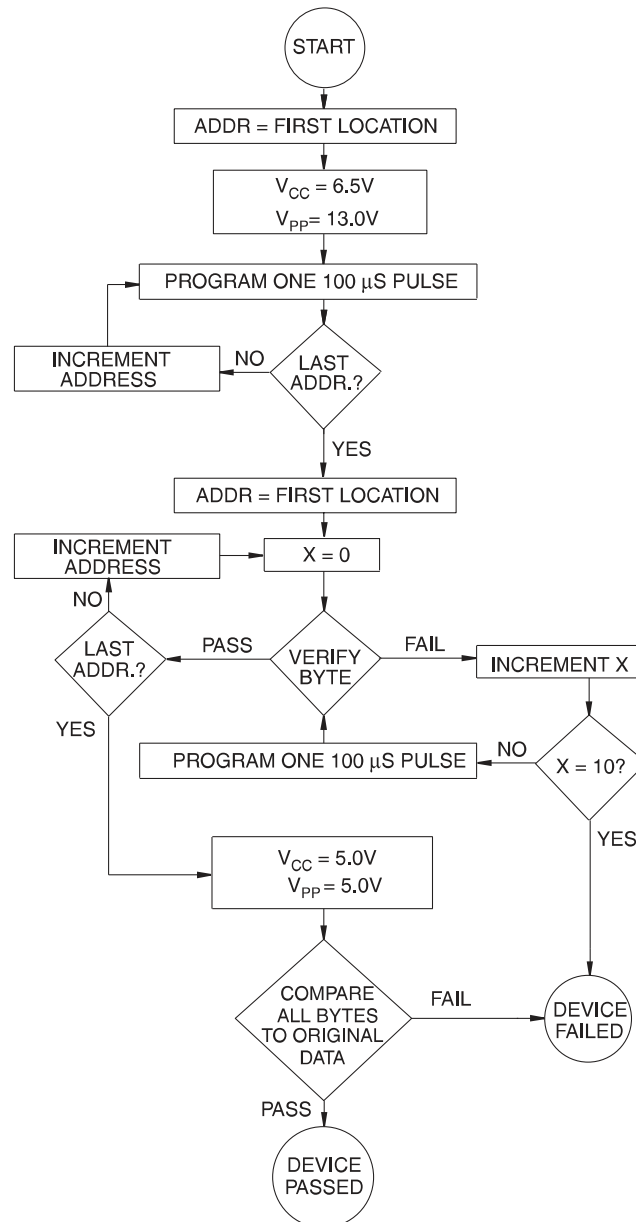 START
ADDR = FIRST LOCATION
V_CC = 6.5V
V_PP= 13.0V
PROGRAM ONE 100 µS PULSE
INCREMENT
ADDRESS
NO
LAST
ADDR.?
YES
ADDR = FIRST LOCATION
INCREMENT
ADDRESS
X = 0
NO
LAST
ADDR.?
PASS
VERIFY
BYTE
FAIL
INCREMENT X
YES
PROGRAM ONE 100 µS PULSE
NO
X = 10?
YES
V_CC = 5.0V
V_PP = 5.0V
COMPARE
ALL BYTES
TO ORIGINAL
DATA
FAIL
DEVICE
FAILED
PASS
DEVICE
PASSED